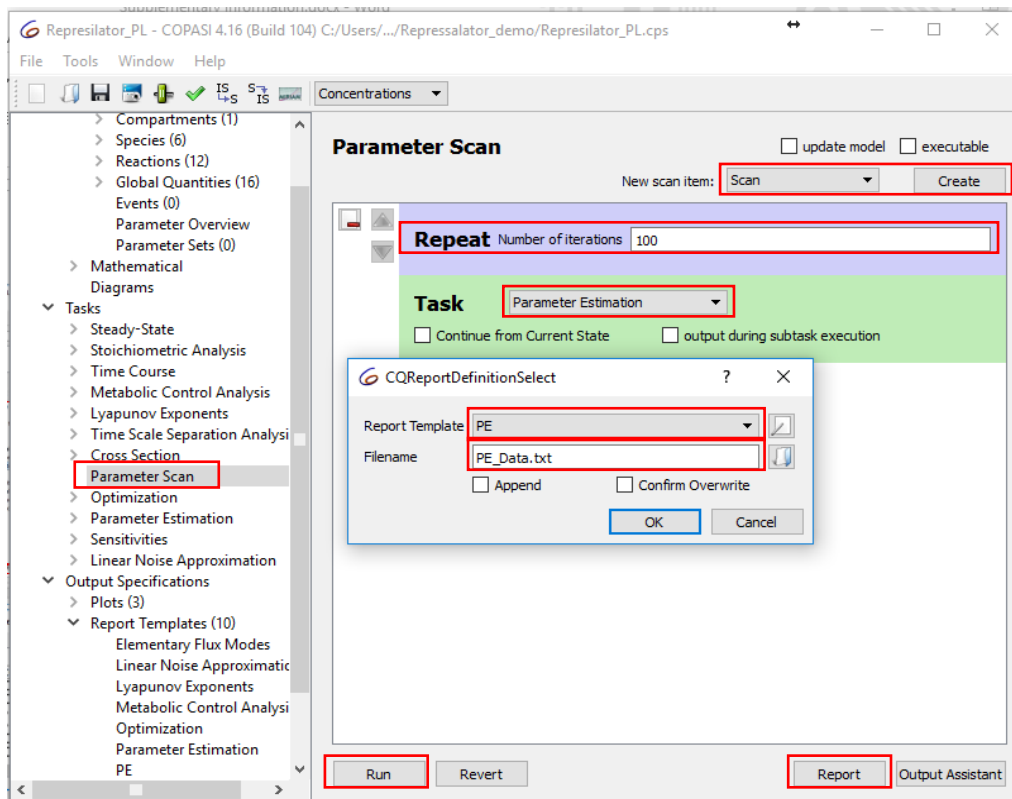 Supplementary Information.docx - Word
Represilator_PL - COPASI 4.16 (Build 104) C:/Users/.../Repressalator_demo/Represilator_PL.cps
File Tools Window Help
Concentrations
Compartments (1)
Species (6)
Reactions (12)
Global Quantities (16)
Events (0)
Parameter Overview
Parameter Sets (0)
Mathematical
Diagrams
Tasks
Steady-State
Stoichiometric Analysis
Time Course
Metabolic Control Analysis
Lyapunov Exponents
Time Scale Separation Analysi
Cross Section
Parameter Scan
Optimization
Parameter Estimation
Sensitivities
Linear Noise Approximation
Output Specifications
Plots (3)
Report Templates (10)
Elementary Flux Modes
Linear Noise Approximatic
Lyapunov Exponents
Metabolic Control Analysi
Optimization
Parameter Estimation
PE
Parameter Scan
update model executable
New scan item: Scan Create
Repeat Number of iterations 100
Task Parameter Estimation
Continue from Current State output during subtask execution
CQReportDefinitionSelect ?
Report Template PE
Filename PE_Data.txt
Append Confirm Overwrite
OK Cancel
Run Revert Report Output Assistant